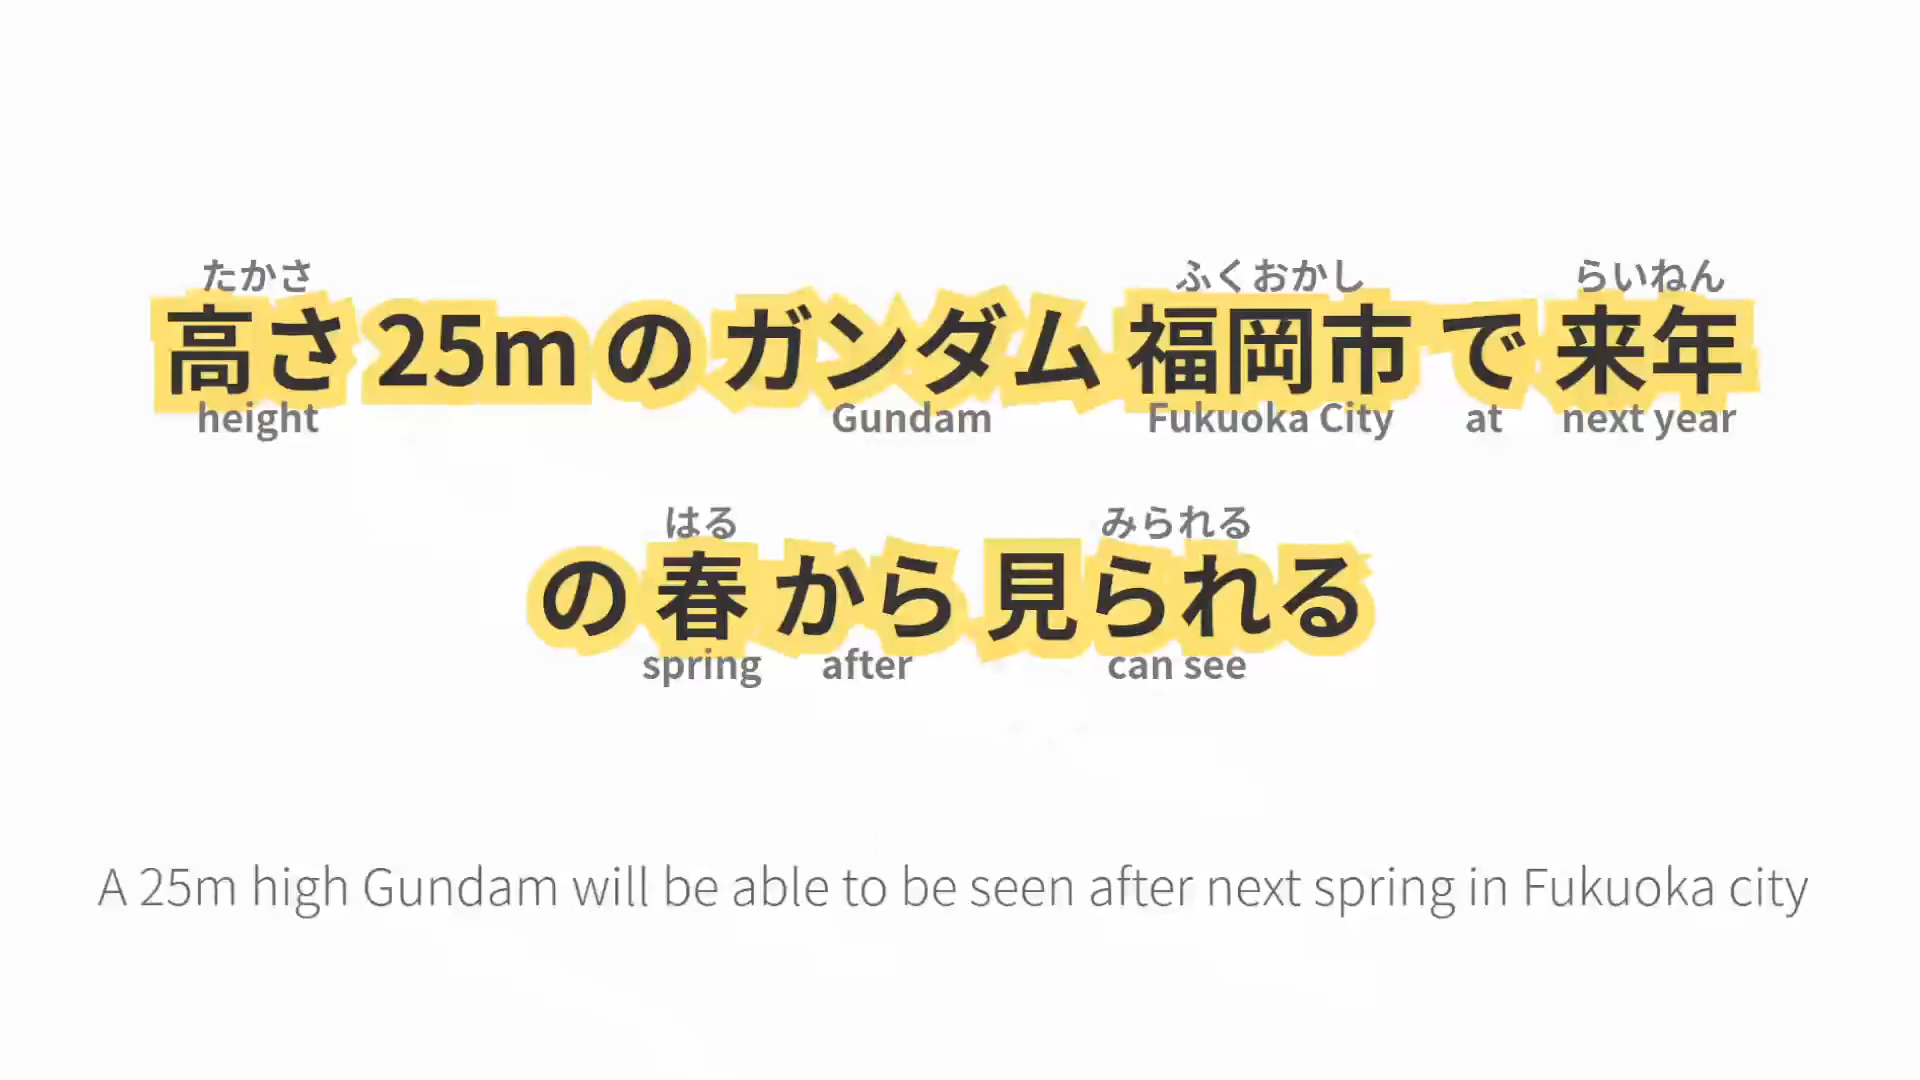 たかさ ふくおかし らいねん
高さ 25m の ガンダム 福岡市 で 来年
height Gundam Fukuoka City at next year
はる みられる
の 春 から 見られる
spring after can see
A 25m high Gundam will be able to be seen after next spring in Fukuoka city